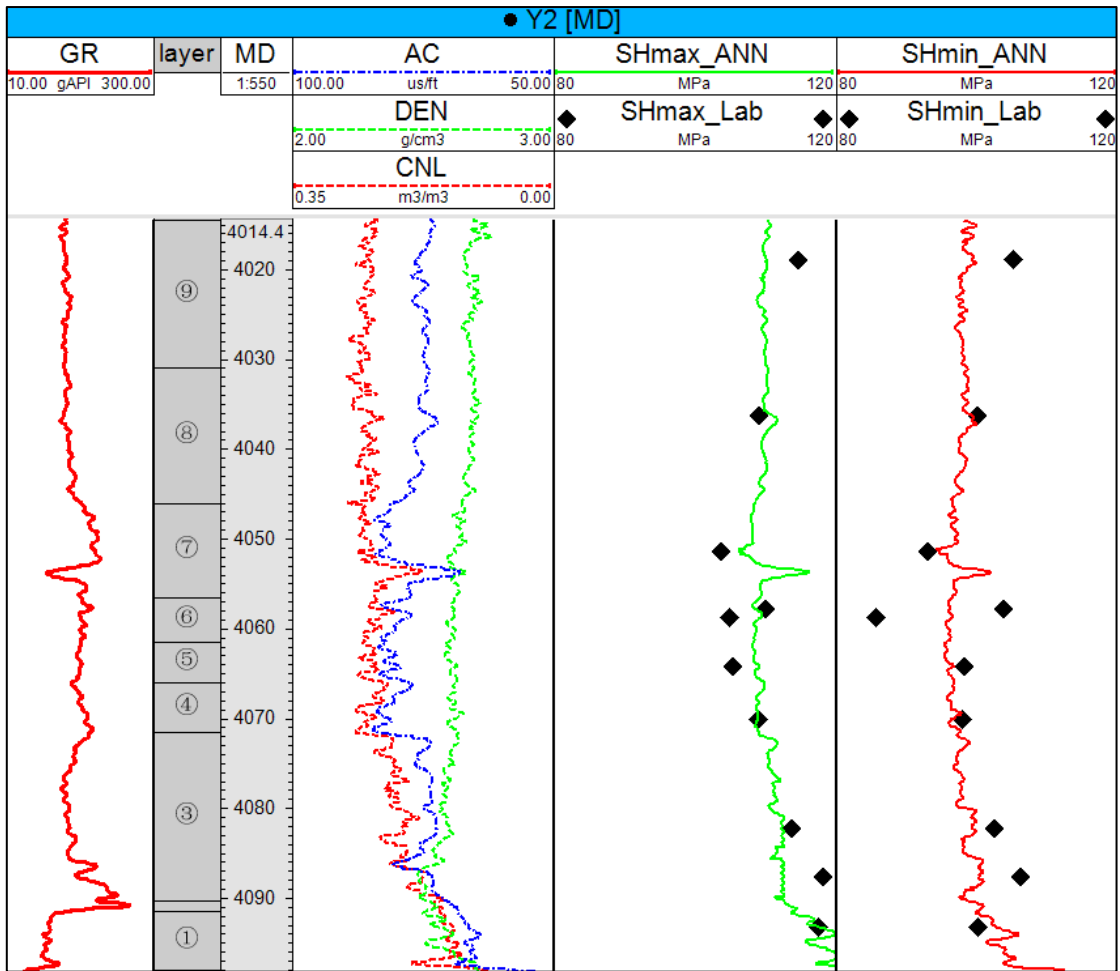 ● Y2 [MD]
GR layer MD AC SHmax_ANN SHmin_ANN
10.00 gAPI 300.00 1:550 100.00 us/ft 50.00 80 MPa 120 80 MPa 120
DEN SHmax_Lab SHmin_Lab
2.00 g/cm3 3.00 80 MPa 120 80 MPa 120
CNL
0.35 m3/m3 0.00
4014.4
4020
⑨
4030
⑧
4040
4050
⑦
⑥
4060
⑤
④
4070
③
4080
4090
①